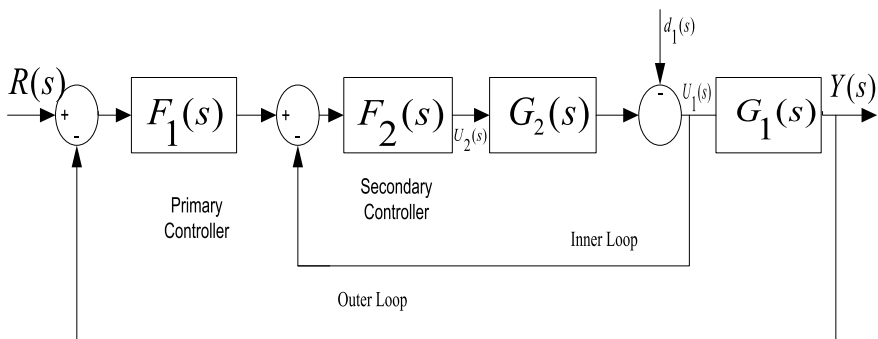 d₁(s)
R(s)
+
-
F₁(s)
+
-
F₂(s)
U₂(s)
G₂(s)
-
U₁(s)
G₁(s)
Y(s)
Primary
Controller
Secondary
Controller
Inner Loop
Outer Loop